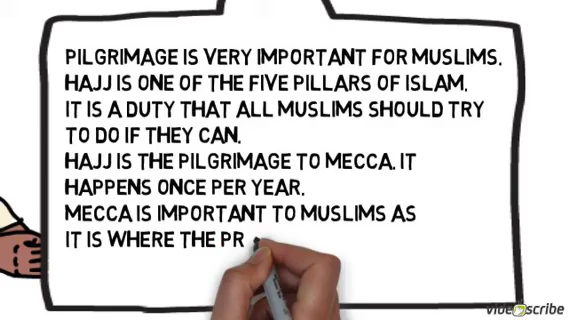 PILGRIMAGE IS VERY IMPORTANT FOR MUSLIMS.
HAJJ IS ONE OF THE FIVE PILLARS OF ISLAM.
IT IS A DUTY THAT ALL MUSLIMS SHOULD TRY
TO DO IF THEY CAN.
HAJJ IS THE PILGRIMAGE TO MECCA. IT
HAPPENS ONCE PER YEAR.
MECCA IS IMPORTANT TO MUSLIMS AS
IT IS WHERE THE PR
videoscribe